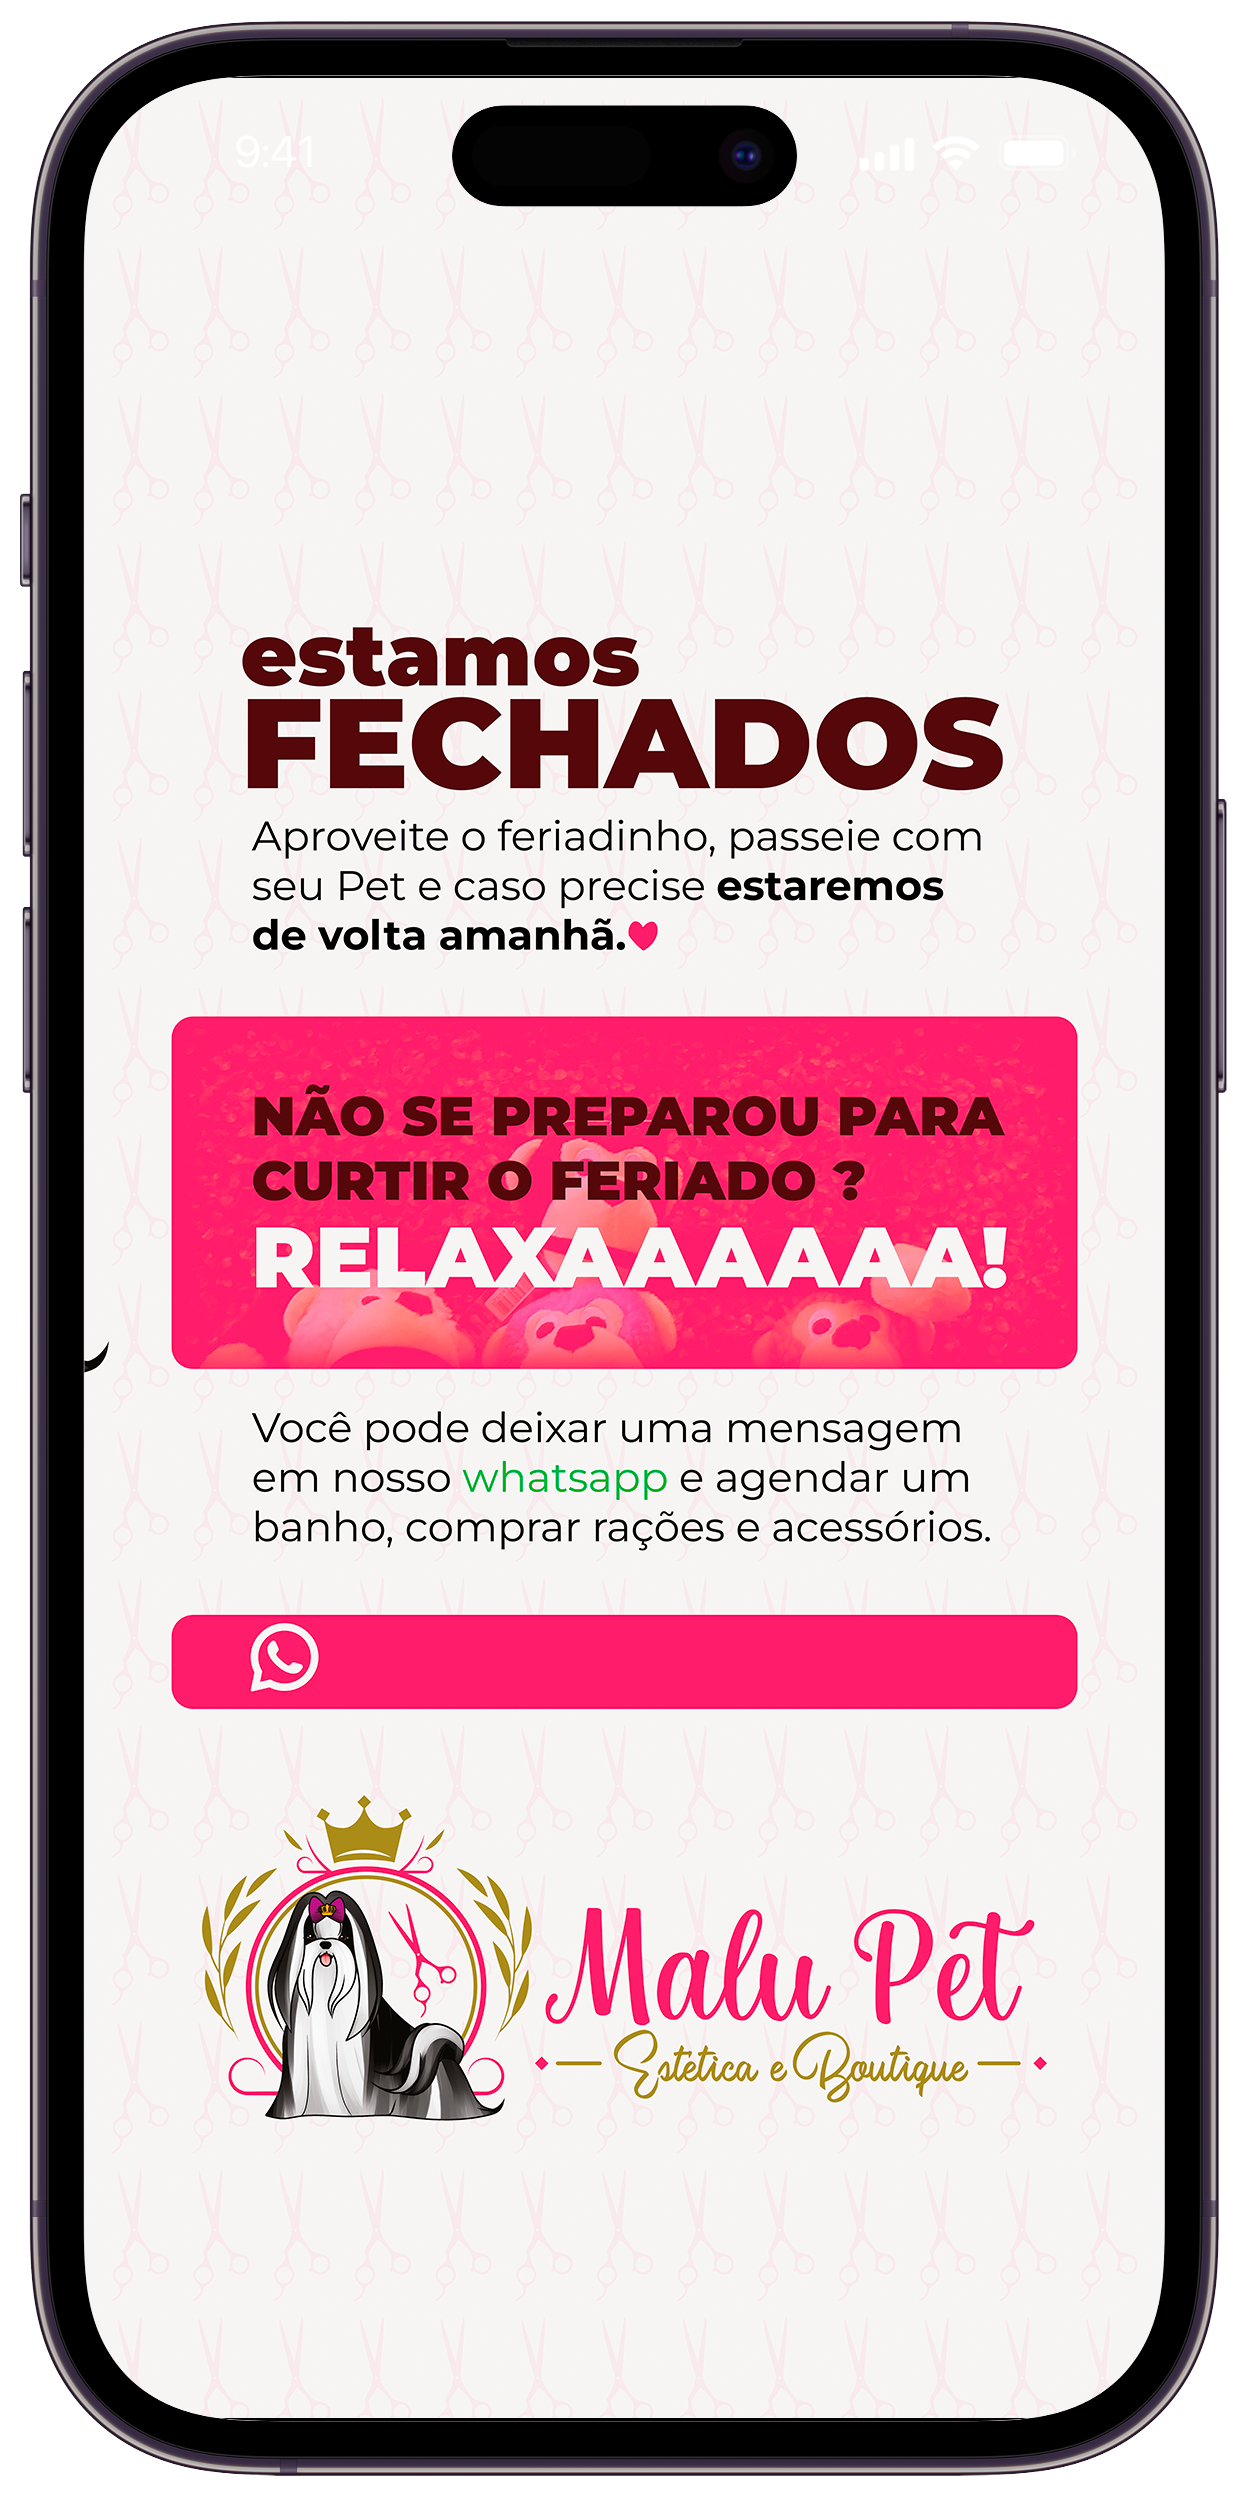 9:41
estamos
FECHADOS
Aproveite o feriadinho, passeie com
seu Pet e caso precise estaremos
de volta amanhã.
NÃO SE PREPAROU PARA
CURTIR O FERIADO ?
RELAXAAAAAAA!
Você pode deixar uma mensagem
em nosso whatsapp e agendar um
banho, comprar rações e acessórios.
Malu Pet
Estética e Boutique